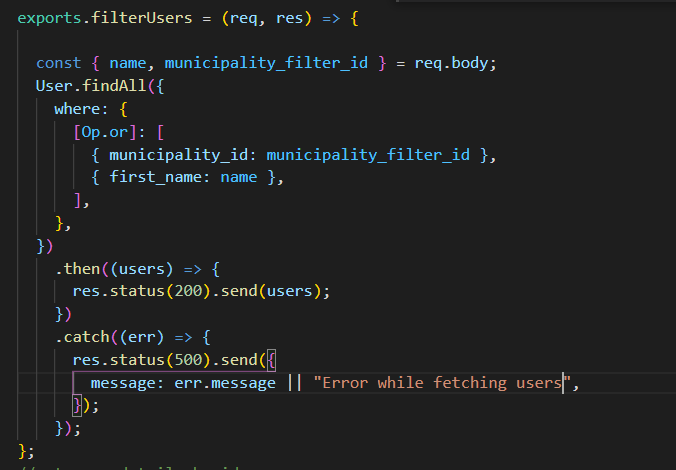 exports.filterUsers = (req, res) => {
const { name, municipality_filter_id } = req.body;
User.findAll({
where: {
[Op.or]: [
{ municipality_id: municipality_filter_id },
{ first_name: name },
],
},
})
.then((users) => {
res.status(200).send(users);
})
.catch((err) => {
res.status(500).send({
message: err.message || "Error while fetching users",
});
});
};